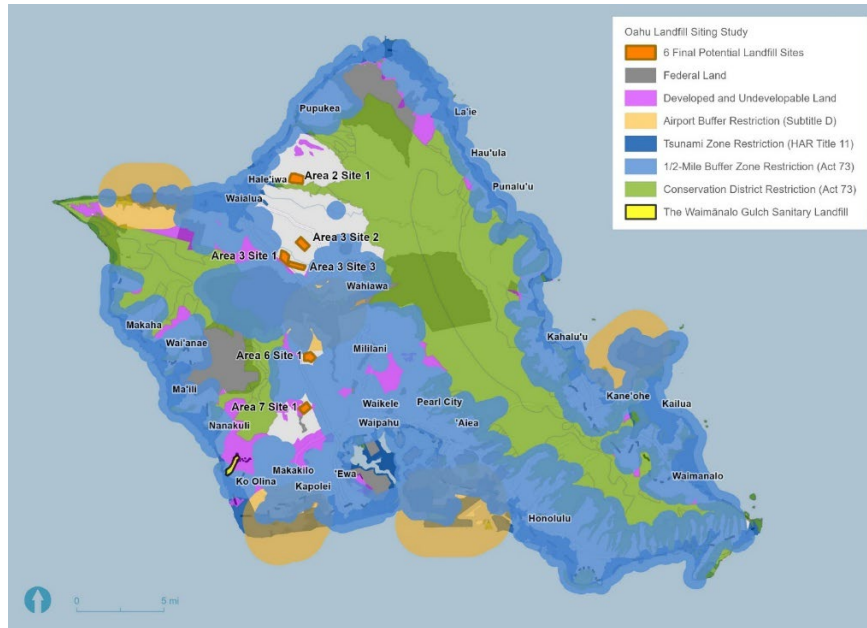 Oahu Landfill Siting Study
6 Final Potential Landfill Sites
Federal Land
Developed and Undevelopable Land
Airport Buffer Restriction (Subtitle D)
Tsunami Zone Restriction (HAR Title 11)
1/2-Mile Buffer Zone Restriction (Act 73)
Conservation District Restriction (Act 73)
The Waimānalo Gulch Sanitary Landfill
Pupukea
La'ie
Hau'ula
Punalu'u
Hale'iwa
Area 2 Site 1
Waialua
Area 3 Site 2
Area 3 Site 1
Area 3 Site 3
Wahiawa
Makaha
Wai'anae
Ma'ili
Nanakuli
Area 6 Site 1
Mililani
Kahalu'u
Area 7 Site 1
Waikele
Pearl City
Waipahu
'Aiea
Kane'ohe
Kailua
Waimanalo
Ko Olina
Makakilo
Kapolei
'Ewa
Honolulu
0 5 mi